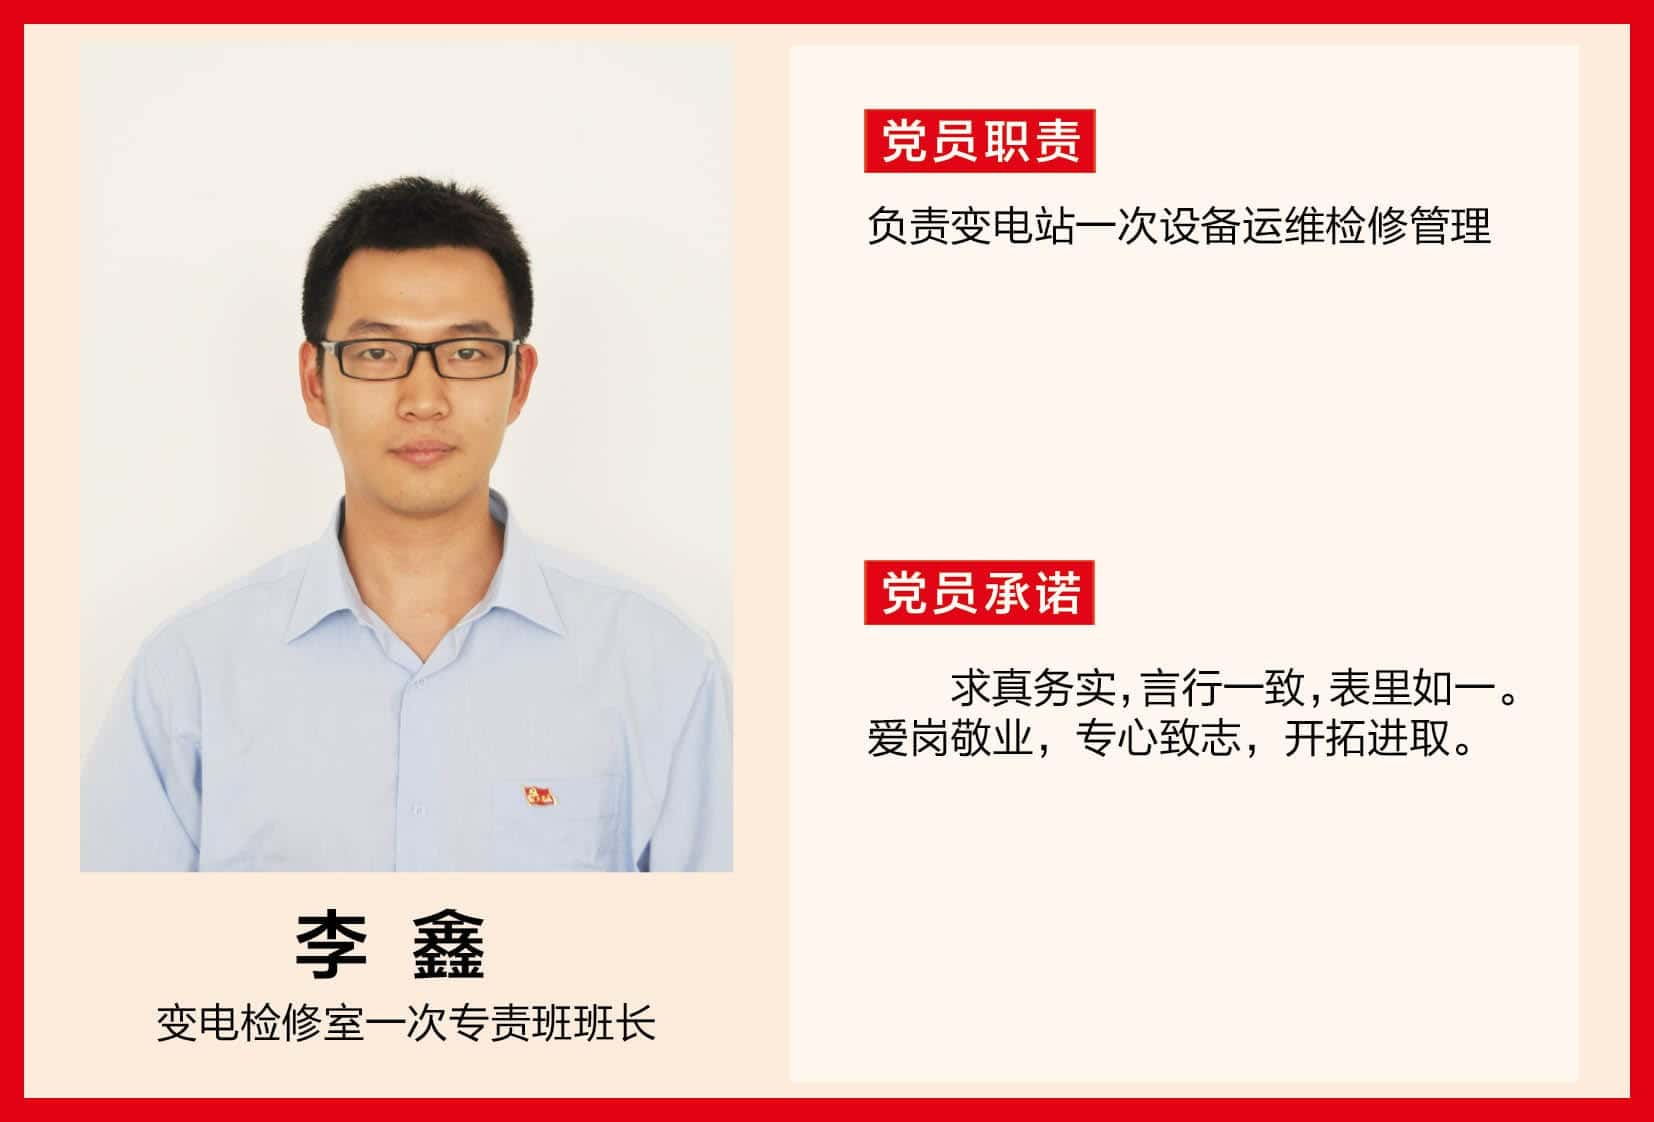 党员职责
负责变电站一次设备运维检修管理
党员承诺
求真务实,言行一致,表里如一。
爱岗敬业，专心致志，开拓进取。
李 鑫
变电检修室一次专责班班长